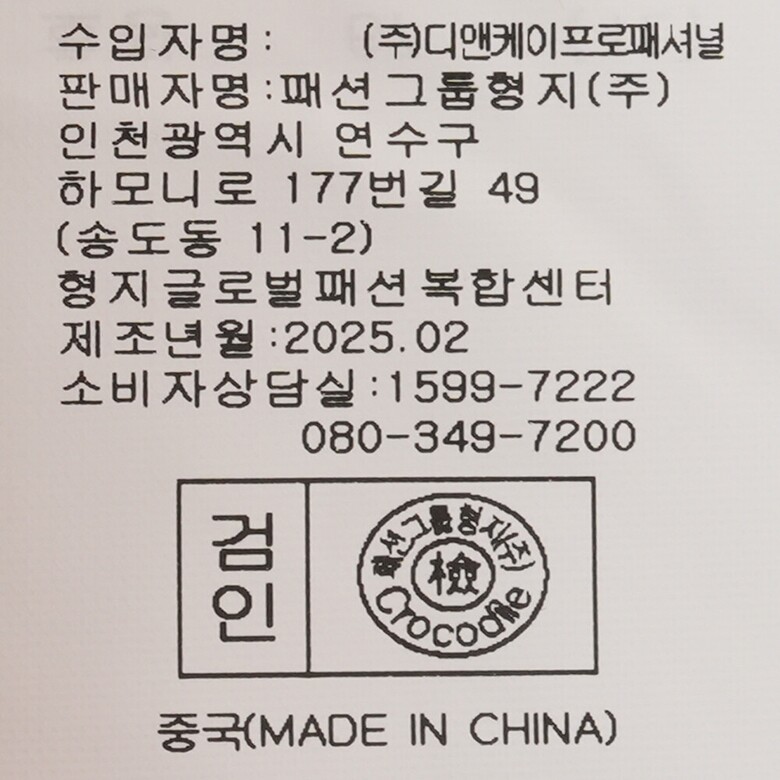 수입자명: (주)디앤케이프로패셔널
판매자명:패션그룹형지(주)
인천광역시 연수구
하모니로 177번길 49
(송도동 11-2)
형지글로벌패션복합센터
제조년월:2025.02
소비자상담실:1599-7222
080-349-7200
검인
패션그룹형지(주)
檢
Crocodile
중국(MADE IN CHINA)